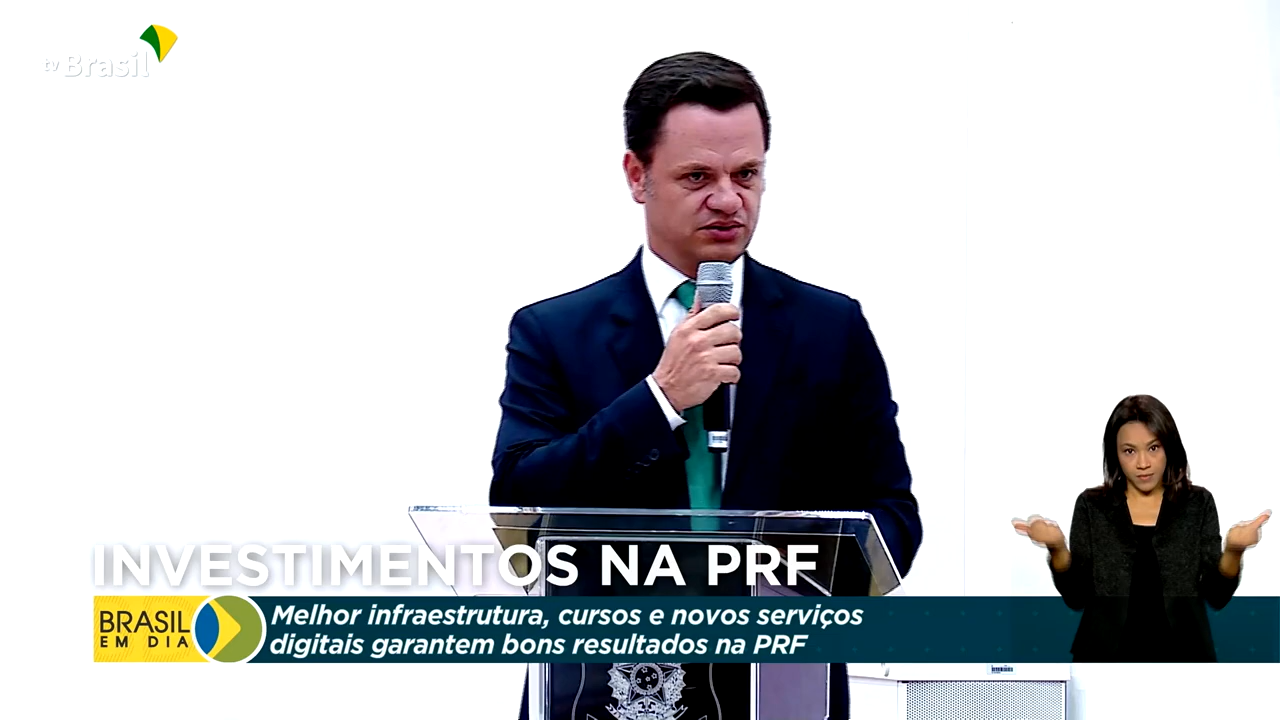 tv Brasil
INVESTIMENTOS NA PRF
BRASIL
EM DIA
Melhor infraestrutura, cursos e novos serviços
digitais garantem bons resultados na PRF